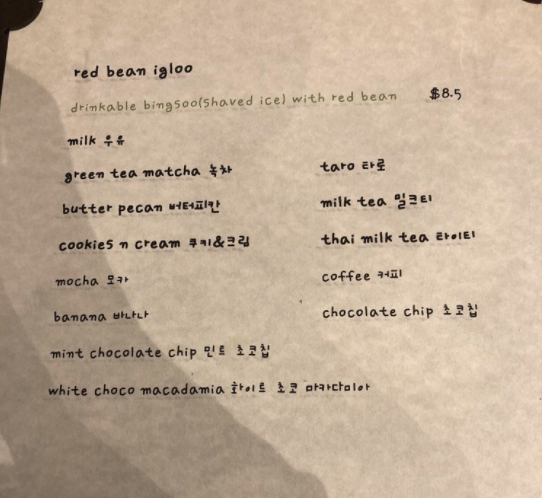 red bean igloo
drinkable bingsoo(shaved ice) with red bean $8.5
milk 우유
green tea matcha 녹차
taro 타로
butter pecan 버터피칸
milk tea 밀크티
cookies n cream 쿠키&크림
thai milk tea 타이티
mocha 모카
coffee 커피
banana 바나나
chocolate chip 초코칩
mint chocolate chip 민트 초코칩
white choco macadamia 화이트 초코 마카다미아